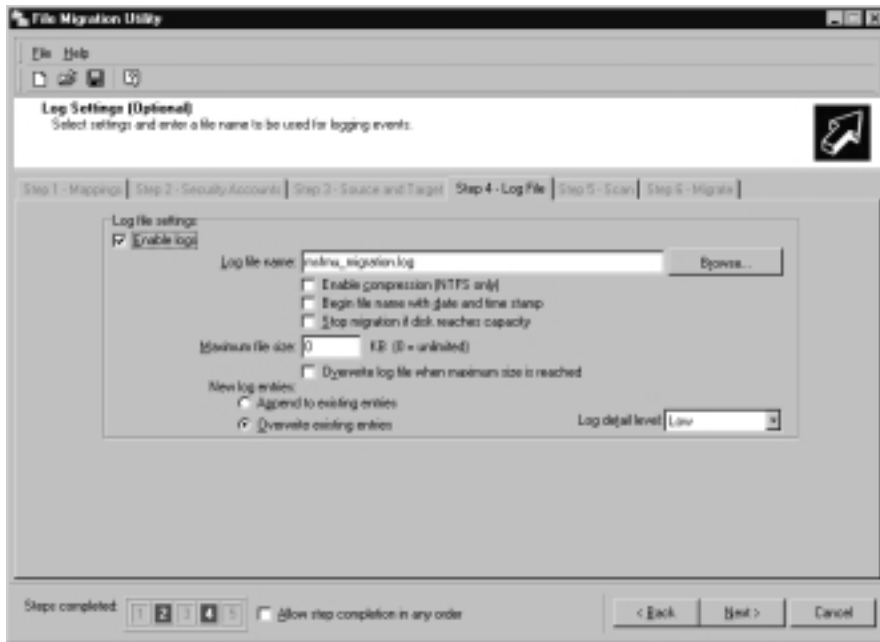 File Migration Utility
File Help
Log Settings (Optional)
Select settings and enter a file name to be used for logging events.
Step 1 - Mappings Step 2 - Security Accounts Step 3 - Source and Target Step 4 - Log File Step 5 - Scan Step 6 - Migrate
Log file settings:
Enable logs
Log file name: msfmu_migration.log Browse...
Enable compression (NTFS only)
Begin file name with date and time stamp
Stop migration if disk reaches capacity
Maximum file size: 0 KB (0 = unlimited)
Overwrite log file when maximum size is reached
New log entries:
Append to existing entries
Overwrite existing entries
Log detail level: Low
Steps completed: 1 2 3 4 5 Allow step completion in any order < Back Next > Cancel